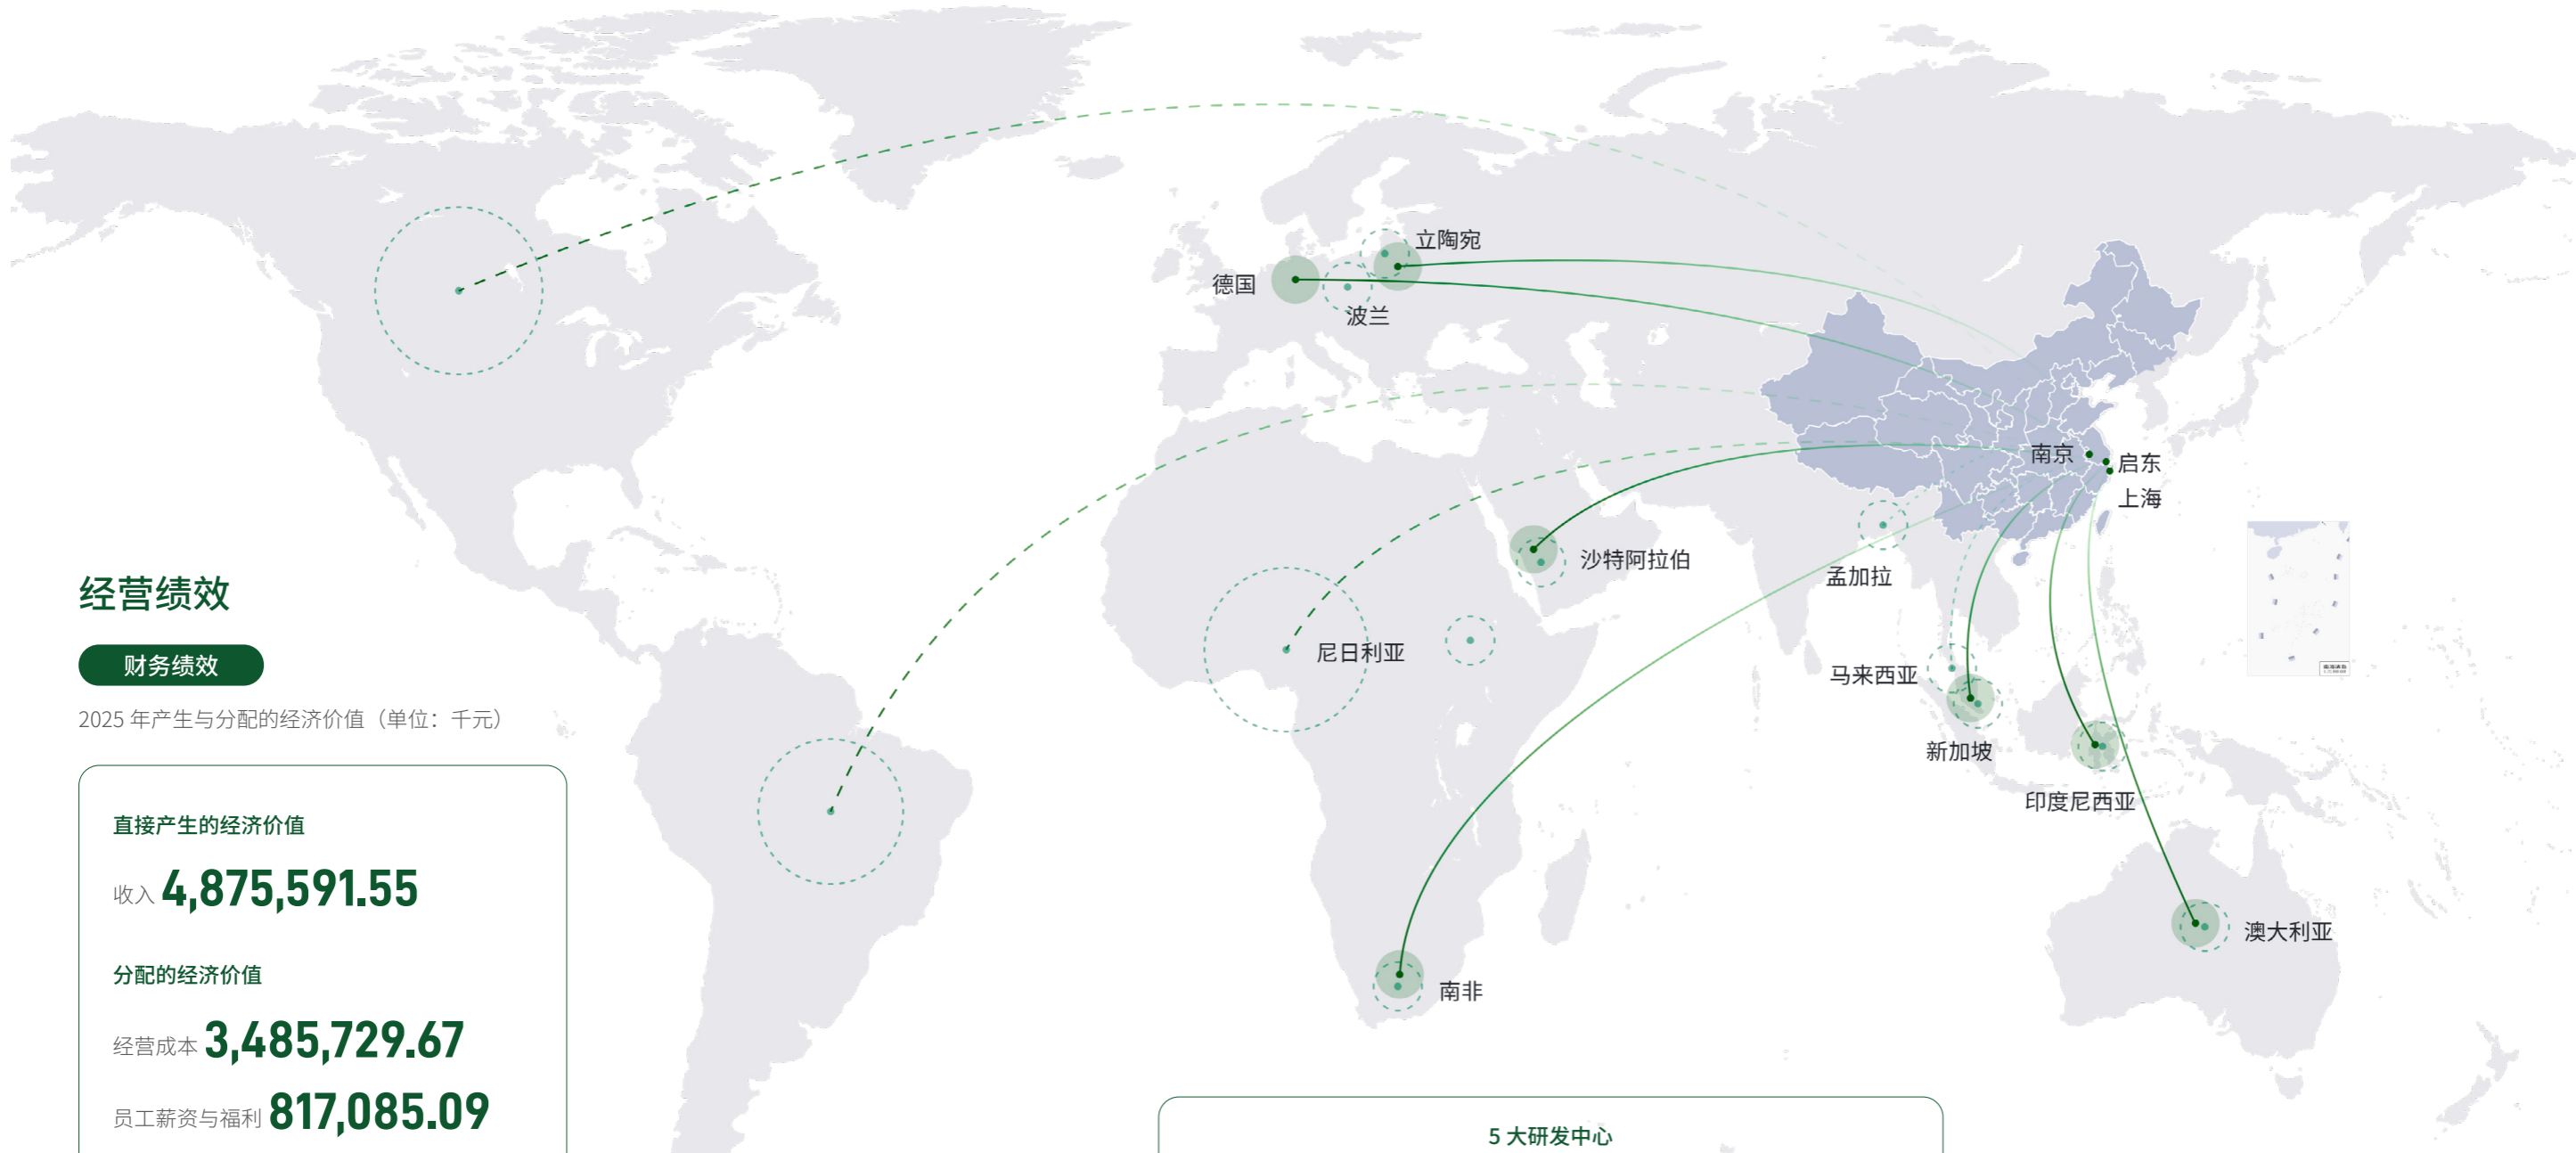 立陶宛
德国
波兰
南京
启东
上海
沙特阿拉伯
孟加拉
尼日利亚
马来西亚
新加坡
印度尼西亚
澳大利亚
南非
经营绩效
财务绩效
2025 年产生与分配的经济价值（单位：千元）
直接产生的经济价值
收入 4,875,591.55
分配的经济价值
经营成本 3,485,729.67
员工薪资与福利 817,085.09
5 大研发中心